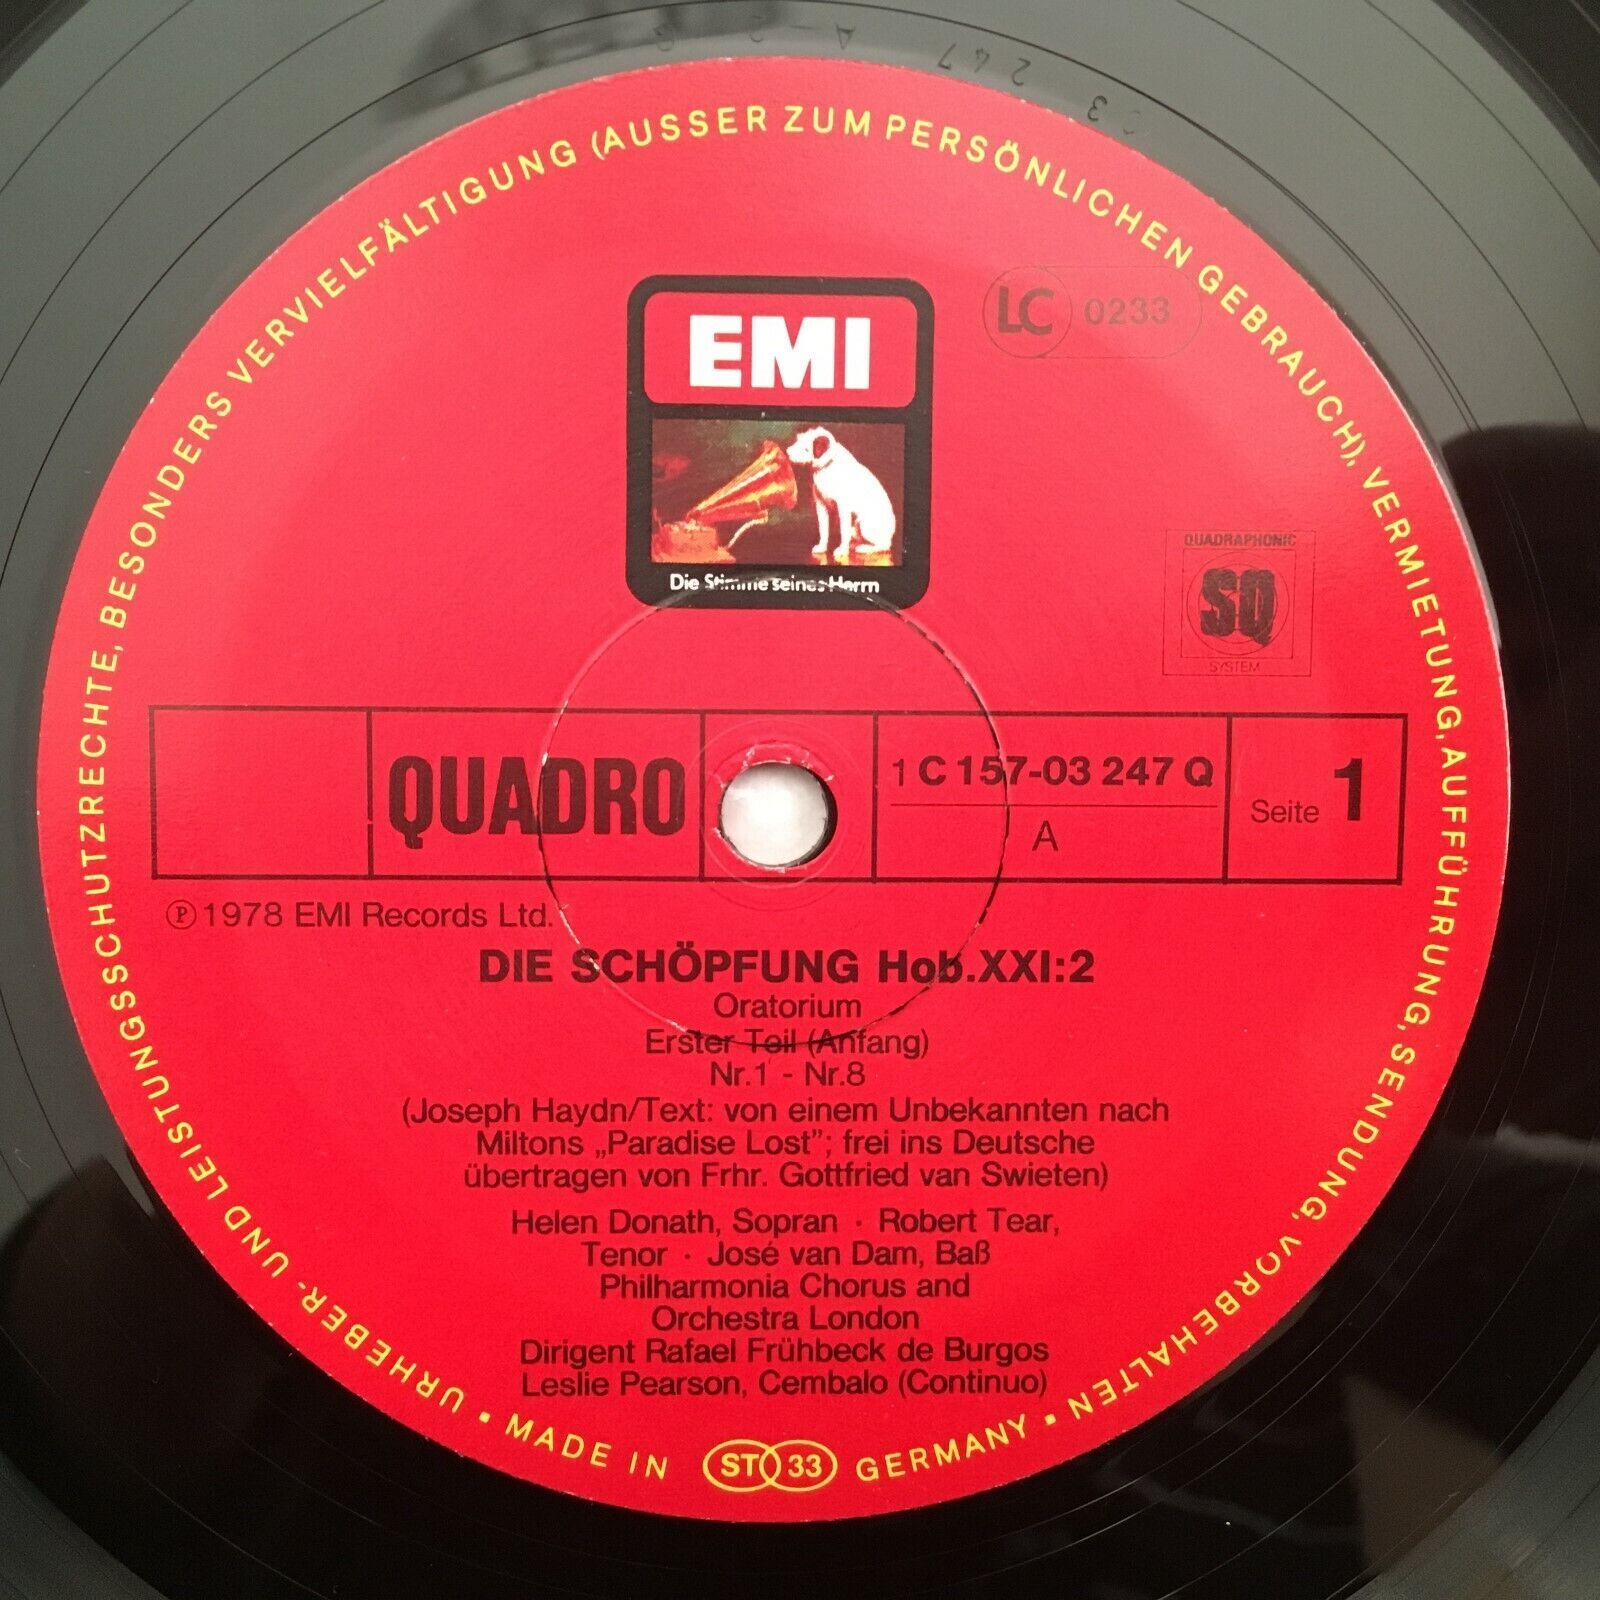 03 247 A-2
URHEBER- UND LEISTUNGSSCHUTZRECHTE, BESONDERS VERVIELFÄLTIGUNG (AUSSER ZUM PERSÖNLICHEN GEBRAUCH), VERMIETUNG, AUFFÜHRUNG, SENDUNG, VORBEHALTEN
EMI
LC 0233
Die Stimme seines Herrn
QUADRAPHONIC
SQ
SYSTEM
QUADRO
1 C 157-03 247 Q
A
Seite 1
Ⓟ 1978 EMI Records Ltd.
DIE SCHÖPFUNG Hob.XXI:2
Oratorium
Erster Teil (Anfang)
Nr.1 - Nr.8
(Joseph Haydn/Text: von einem Unbekannten nach
Miltons „Paradise Lost”; frei ins Deutsche
übertragen von Frhr. Gottfried van Swieten)
Helen Donath, Sopran · Robert Tear,
Tenor · José van Dam, Baß
Philharmonia Chorus and
Orchestra London
Dirigent Rafael Frühbeck de Burgos
Leslie Pearson, Cembalo (Continuo)
• MADE IN ST 33 GERMANY •